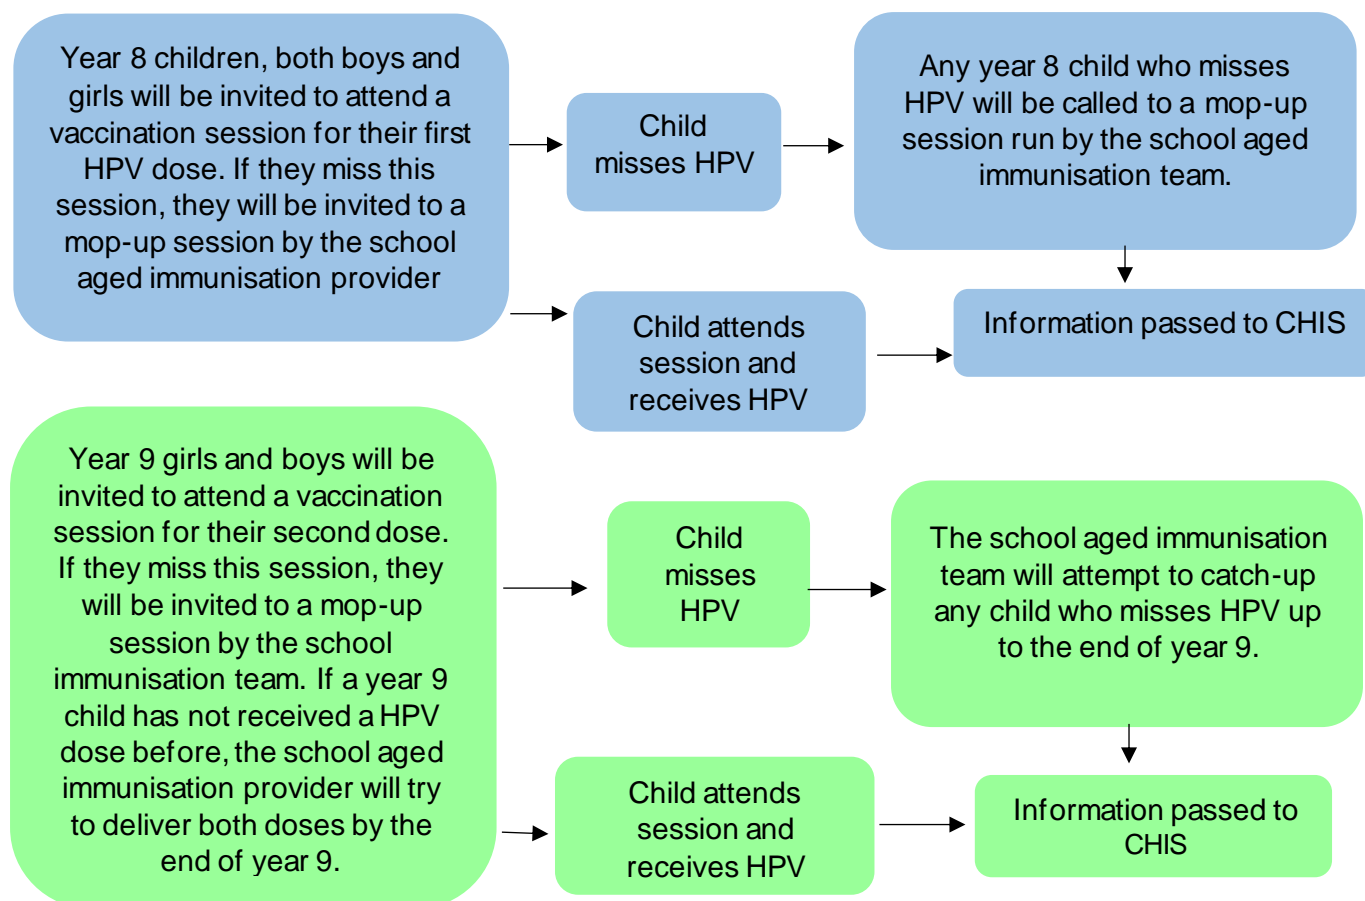 Year 8 children, both boys and
girls will be invited to attend a
vaccination session for their first
HPV dose. If they miss this
session, they will be invited to a
mop-up session by the school
aged immunisation provider
Child
misses HPV
Any year 8 child who misses
HPV will be called to a mop-up
session run by the school aged
immunisation team.
Child attends
session and
receives HPV
Information passed to CHIS
Year 9 girls and boys will be
invited to attend a vaccination
session for their second dose.
If they miss this session, they
will be invited to a mop-up
session by the school
immunisation team. If a year 9
child has not received a HPV
dose before, the school aged
immunisation provider will try
to deliver both doses by the
end of year 9.
Child
misses
HPV
The school aged immunisation
team will attempt to catch-up
any child who misses HPV up
to the end of year 9.
Child attends
session and
receives HPV
Information passed to
CHIS